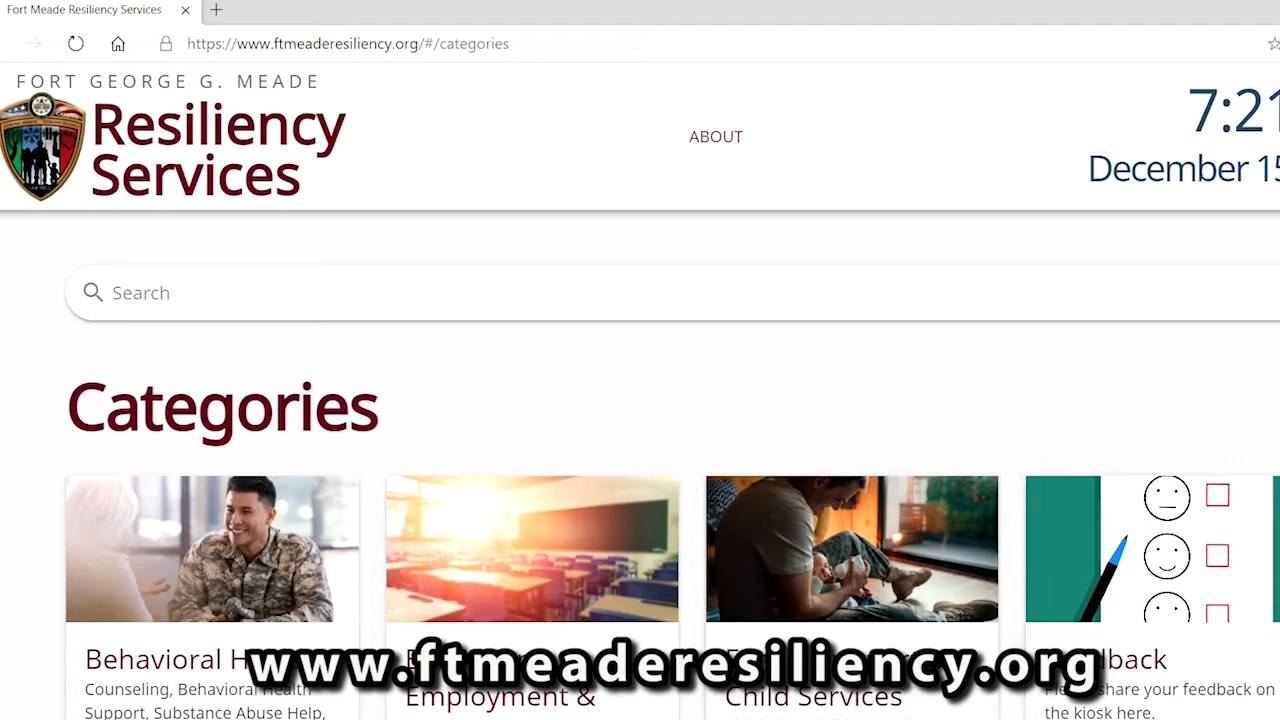 Fort Meade Resiliency Services
https://www.ftmeaderesiliency.org/#/categories
FORT GEORGE G. MEADE
Resiliency
Services
ABOUT
7:21
December 15
Search
Categories
Behavioral
Counseling, Behavioral Health
Support, Substance Abuse Help,
Employment &
Child Services
Please share your feedback on
the kiosk here.
www.ftmeaderesiliency.org